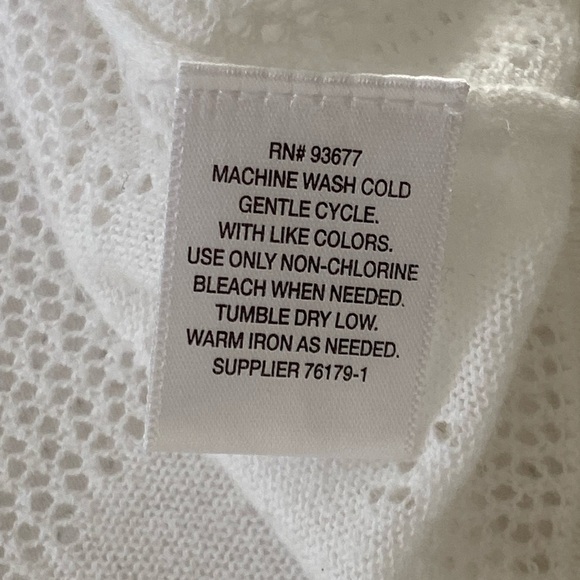 RN# 93677
MACHINE WASH COLD
GENTLE CYCLE.
WITH LIKE COLORS.
USE ONLY NON-CHLORINE
BLEACH WHEN NEEDED.
TUMBLE DRY LOW.
WARM IRON AS NEEDED.
SUPPLIER 76179-1